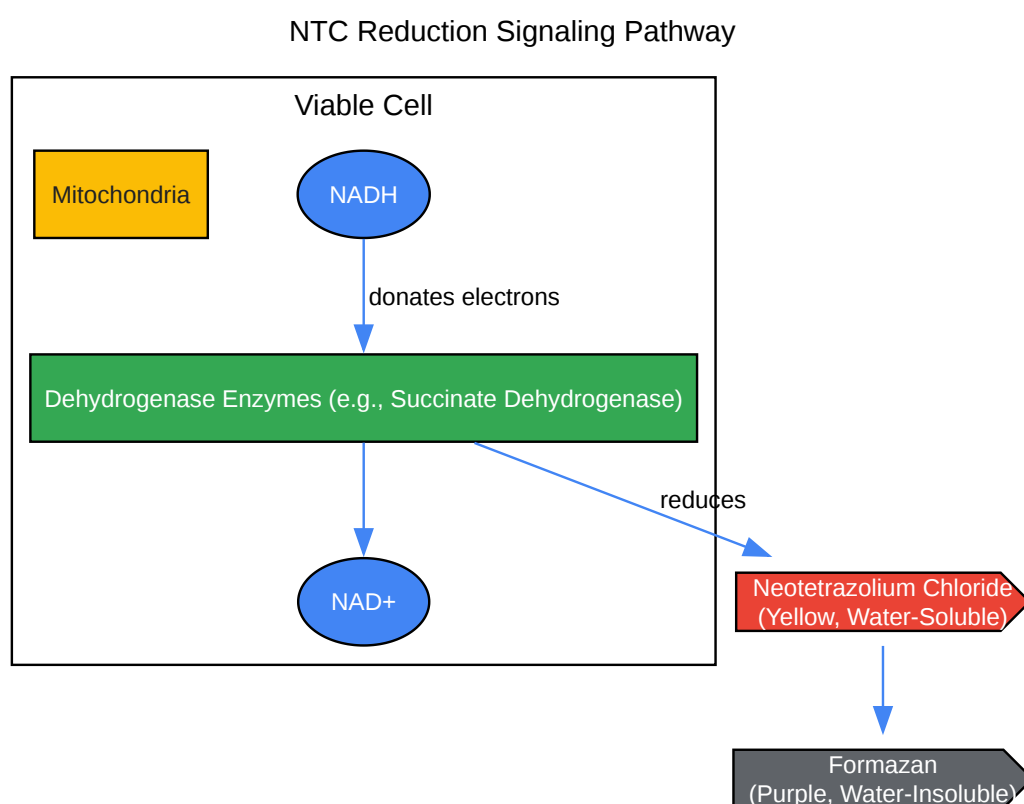 NTC Reduction Signaling Pathway
Viable Cell
Mitochondria
NADH
donates electrons
Dehydrogenase Enzymes (e.g., Succinate Dehydrogenase)
reduces
NAD+
Neotetrazolium Chloride
(Yellow, Water-Soluble)
Formazan
(Purple, Water-Insoluble)